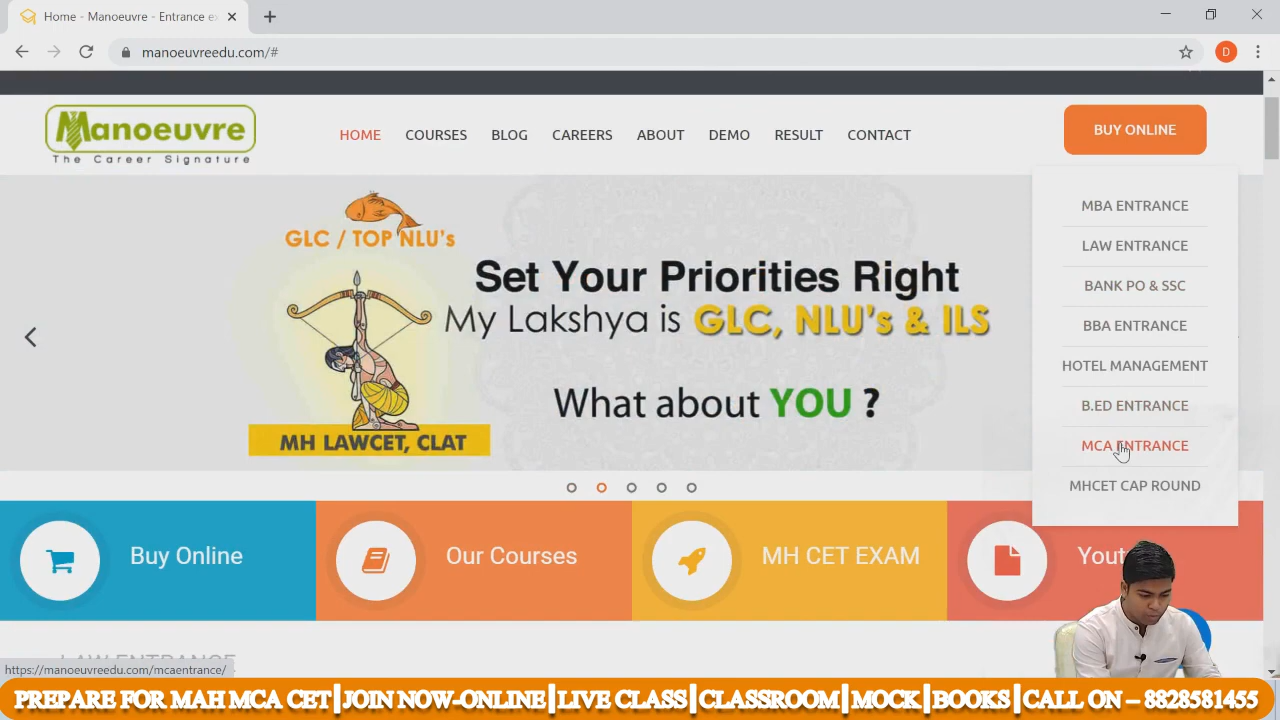 Home - Manoeuvre - Entrance e
manoeuvreedu.com/#
D
Manoeuvre
The Career Signature
HOME COURSES BLOG CAREERS ABOUT DEMO RESULT CONTACT
BUY ONLINE
MBA ENTRANCE
LAW ENTRANCE
BANK PO & SSC
BBA ENTRANCE
HOTEL MANAGEMENT
B.ED ENTRANCE
MCA ENTRANCE
MHCET CAP ROUND
GLC / TOP NLU's
MH LAWCET, CLAT
Set Your Priorities Right
My Lakshya is GLC, NLU's & ILS
What about YOU ?
Buy Online
Our Courses
MH CET EXAM
LAW ENTRANCE
https://manoeuvreedu.com/mcaentrance/
PREPARE FOR MAH MCA CET|JOIN NOW-ONLINE|LIVE CLASS|CLASSROOM|MOCK|BOOKS|CALL ON – 8828581455